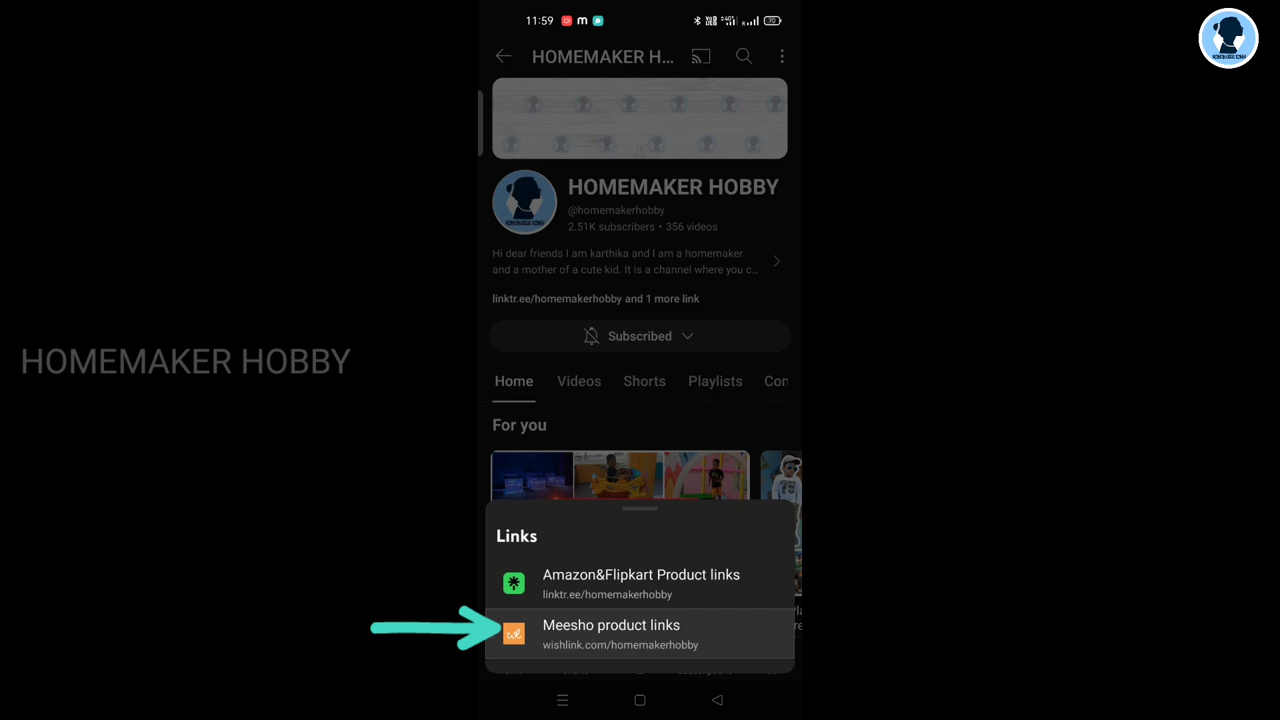 11:59
70
HOMEMAKER H...
HOMEMAKER HOBBY
@homemakerhobby
2.51K subscribers • 356 videos
Hi dear friends I am karthika and I am a homemaker
and a mother of a cute kid. It is a channel where you c...
linktr.ee/homemakerhobby and 1 more link
Subscribed
Home Videos Shorts Playlists Con
For you
Links
Amazon&Flipkart Product links
linktr.ee/homemakerhobby
Meesho product links
wishlink.com/homemakerhobby
HOMEMAKER HOBBY